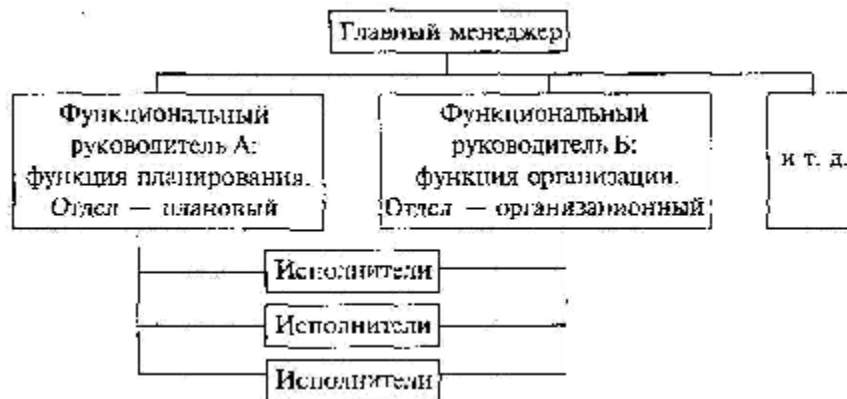 Главный менеджер
Функциональный
руководитель А:
функция планирования.
Отдел — плановый
Функциональный
руководитель Б:
функция организации.
Отдел — организационный
и т. д.
Исполнители
Исполнители
Исполнители